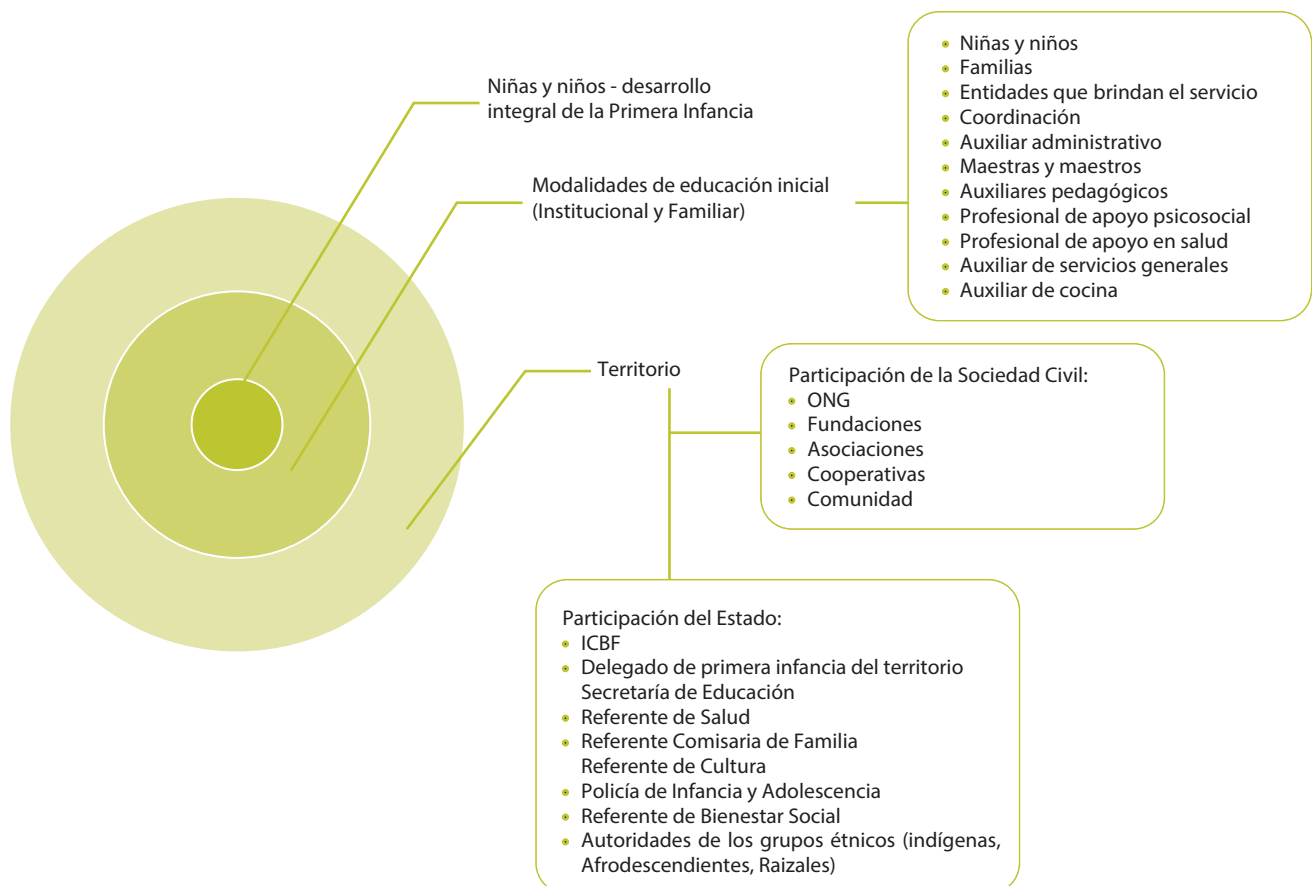 Niñas y niños - desarrollo
integral de la Primera Infancia
Modalidades de educación inicial
(Institucional y Familiar)
• Niñas y niños
• Familias
• Entidades que brindan el servicio
• Coordinación
• Auxiliar administrativo
• Maestras y maestros
• Auxiliares pedagógicos
• Profesional de apoyo psicosocial
• Profesional de apoyo en salud
• Auxiliar de servicios generales
• Auxiliar de cocina
Territorio
Participación de la Sociedad Civil:
• ONG
• Fundaciones
• Asociaciones
• Cooperativas
• Comunidad
Participación del Estado:
• ICBF
• Delegado de primera infancia del territorio
Secretaría de Educación
• Referente de Salud
• Referente Comisaria de Familia
Referente de Cultura
• Policía de Infancia y Adolescencia
• Referente de Bienestar Social
• Autoridades de los grupos étnicos (indígenas,
Afrodescendientes, Raizales)